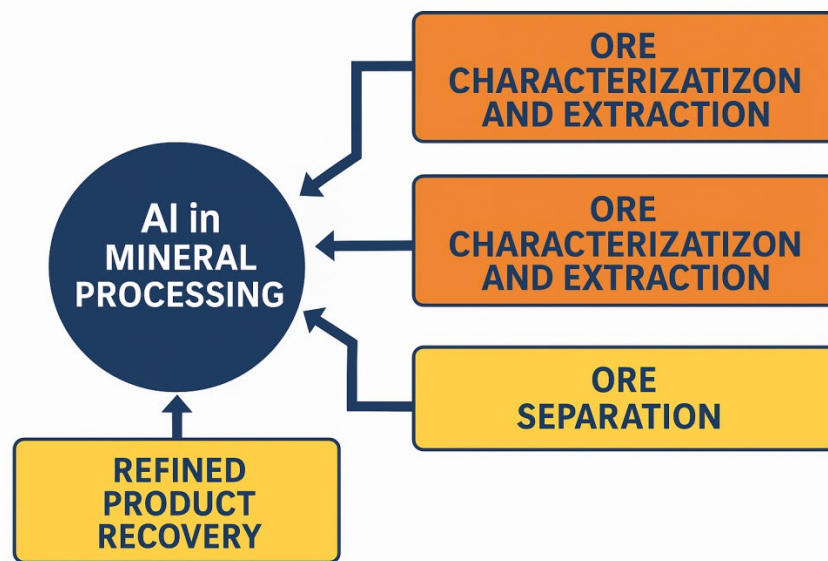 AI in
MINERAL
PROCESSING
ORE
CHARACTERIZATIZON
AND EXTRACTION
ORE
CHARACTERIZATIZON
AND EXTRACTION
ORE
SEPARATION
REFINED
PRODUCT
RECOVERY